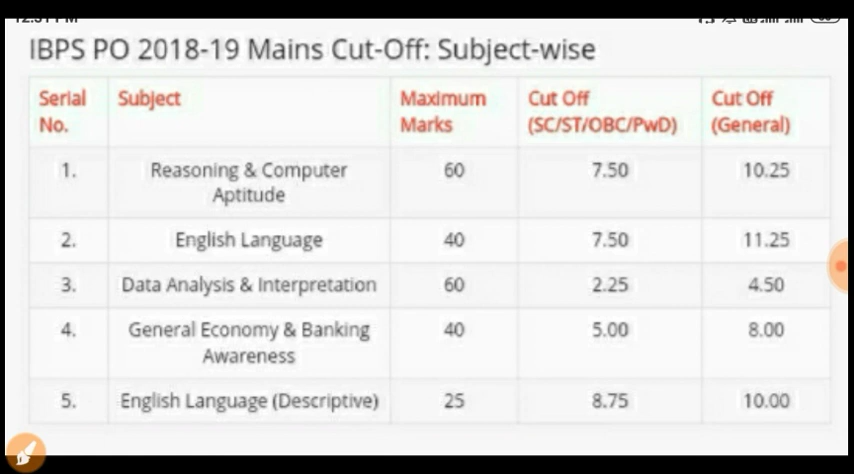 IBPS PO 2018-19 Mains Cut-Off: Subject-wise
Serial No. Subject Maximum Marks Cut Off (SC/ST/OBC/PwD) Cut Off (General)
1. Reasoning & Computer Aptitude 60 7.50 10.25
2. English Language 40 7.50 11.25
3. Data Analysis & Interpretation 60 2.25 4.50
4. General Economy & Banking Awareness 40 5.00 8.00
5. English Language (Descriptive) 25 8.75 10.00